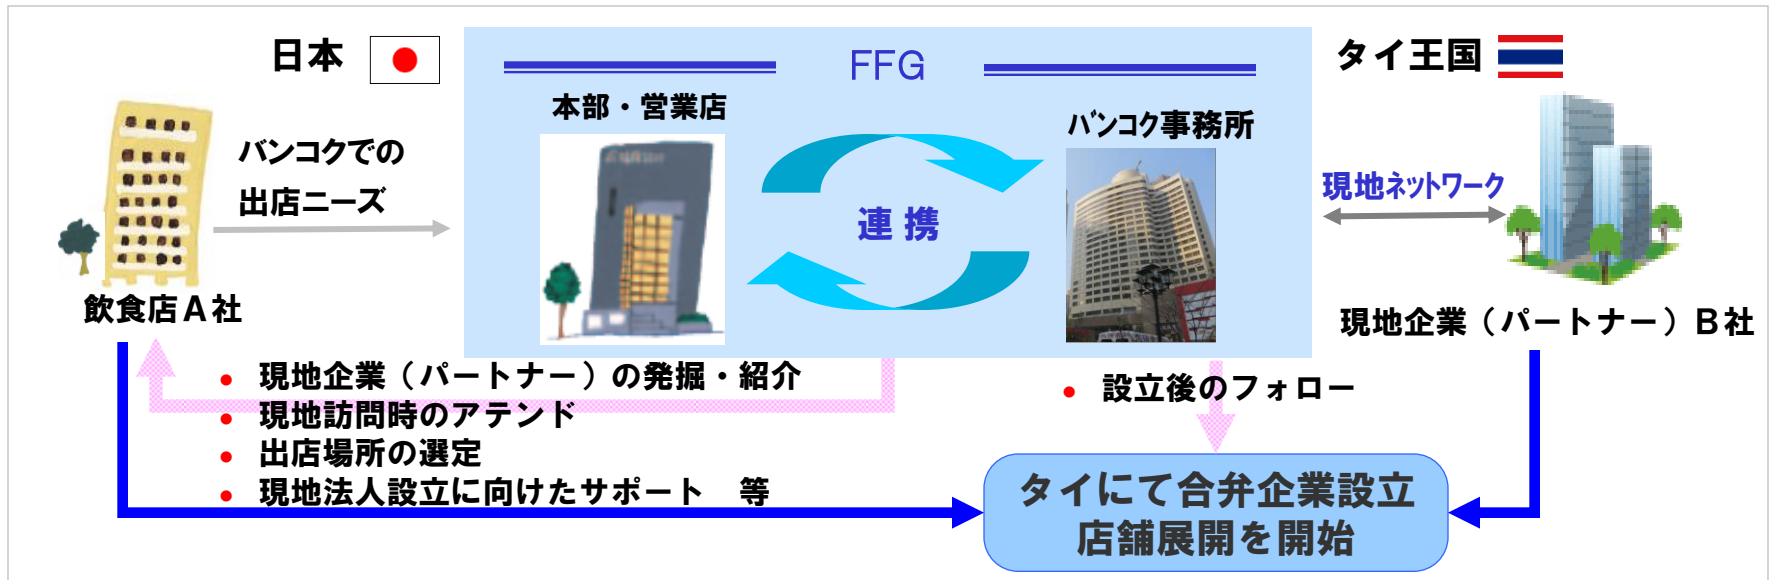 日本
FFG
タイ王国
本部・営業店
ﾊﾞﾝｺｸ事務所
バンコクでの
出店ニーズ
連携
現地ﾈｯﾄﾜｰｸ
飲食店A社
現地企業（パートナー）B社
現地企業（パートナー）の発掘・紹介
現地訪問時のアテンド
出店場所の選定
現地法人設立に向けたサポート　等
設立後のフォロー
タイにて合弁企業設立
店舗展開を開始